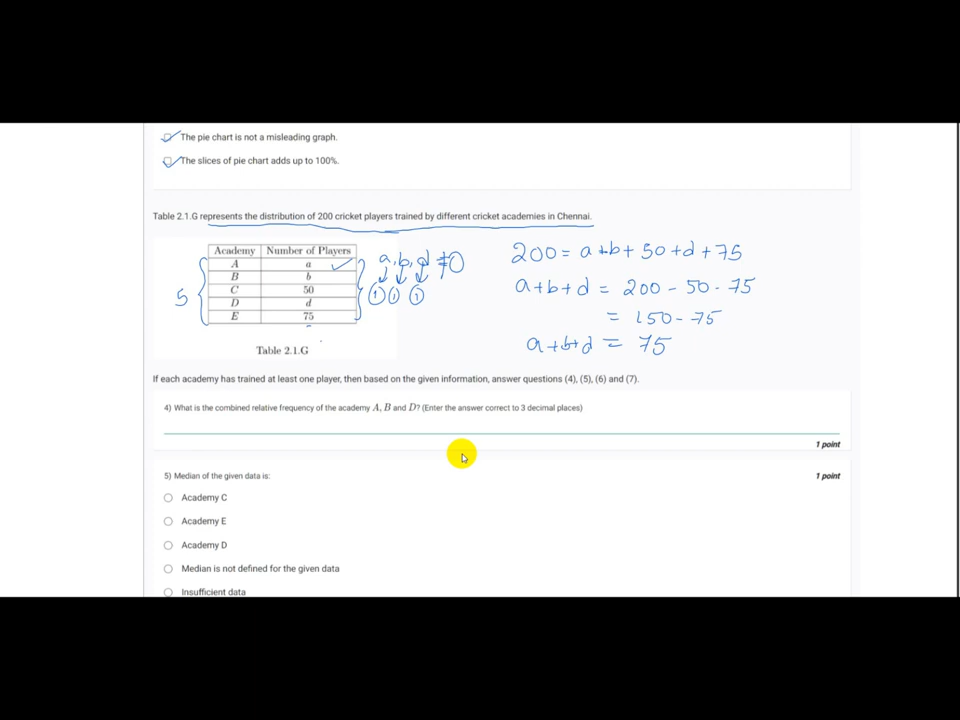 The pie chart is not a misleading graph.
The slices of pie chart adds up to 100%.
Table 2.1.G represents the distribution of 200 cricket players trained by different cricket academies in Chennai.
Academy Number of Players
A a
B b
C 50
D d
E 75
5
a, b, d ≠ 0
1 1 1
200 = a+b+50+d+75
a+b+d = 200 - 50 - 75
= 150 - 75
a+b+d = 75
Table 2.1.G
If each academy has trained at least one player, then based on the given information, answer questions (4), (5), (6) and (7).
4) What is the combined relative frequency of the academy A, B and D? (Enter the answer correct to 3 decimal places)
1 point
5) Median of the given data is:
1 point
Academy C
Academy E
Academy D
Median is not defined for the given data
Insufficient data